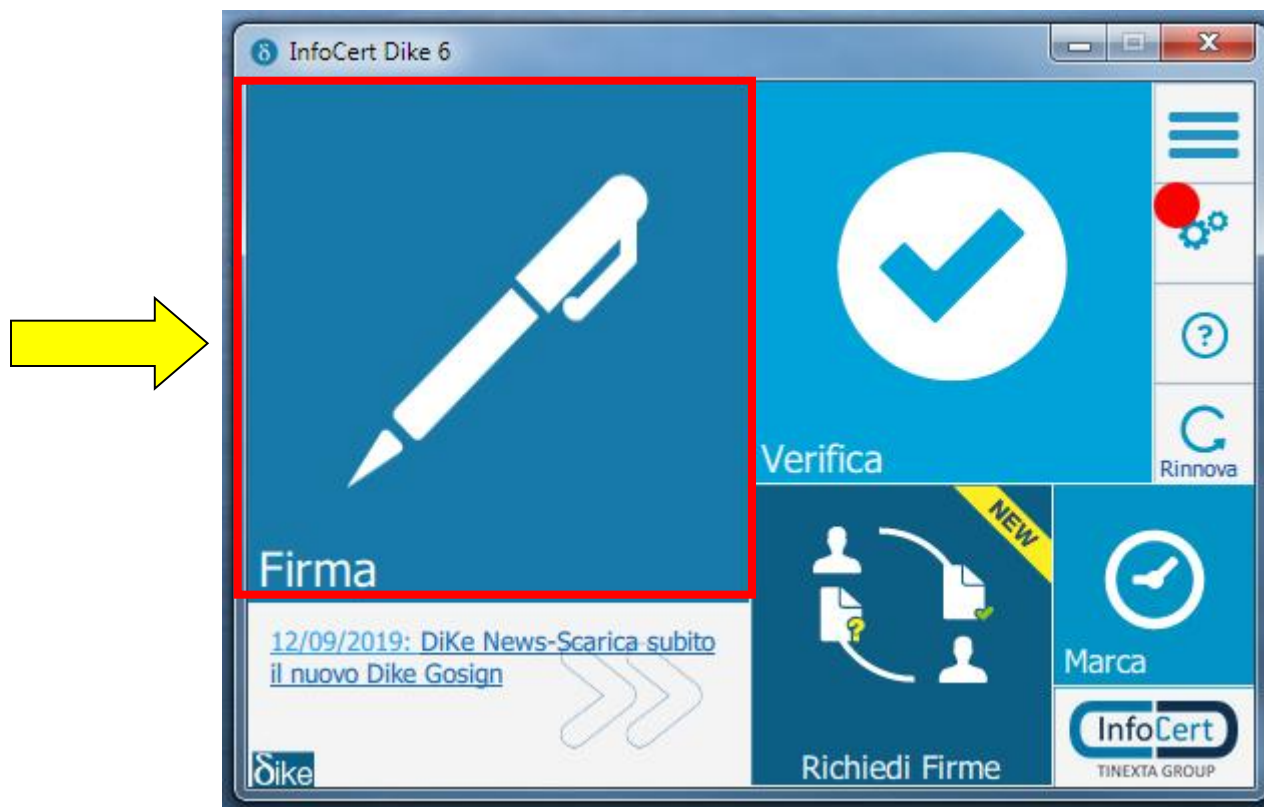 InfoCert Dike 6
Firma
Verifica
Rinnova
NEW
Richiedi Firme
Marca
12/09/2019: DiKe News-Scarica subito
il nuovo Dike Gosign
δike
InfoCert
TINEXTA GROUP